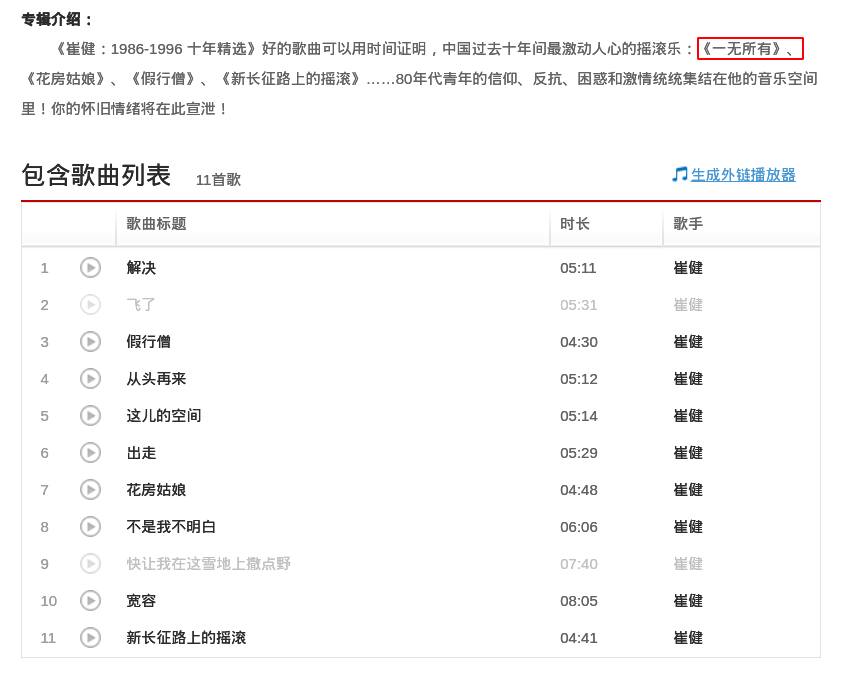 专辑介绍：
《崔健：1986-1996 十年精选》好的歌曲可以用时间证明，中国过去十年间最激动人心的摇滚乐：《一无所有》、
《花房姑娘》、《假行僧》、《新长征路上的摇滚》……80年代青年的信仰、反抗、困惑和激情统统集结在他的音乐空间
里！你的怀旧情绪将在此宣泄！
包含歌曲列表 11首歌 生成外链播放器
歌曲标题 时长 歌手
1 解决 05:11 崔健
2 飞了 05:31 崔健
3 假行僧 04:30 崔健
4 从头再来 05:12 崔健
5 这儿的空间 05:14 崔健
6 出走 05:29 崔健
7 花房姑娘 04:48 崔健
8 不是我不明白 06:06 崔健
9 快让我在这雪地上撒点野 07:40 崔健
10 宽容 08:05 崔健
11 新长征路上的摇滚 04:41 崔健